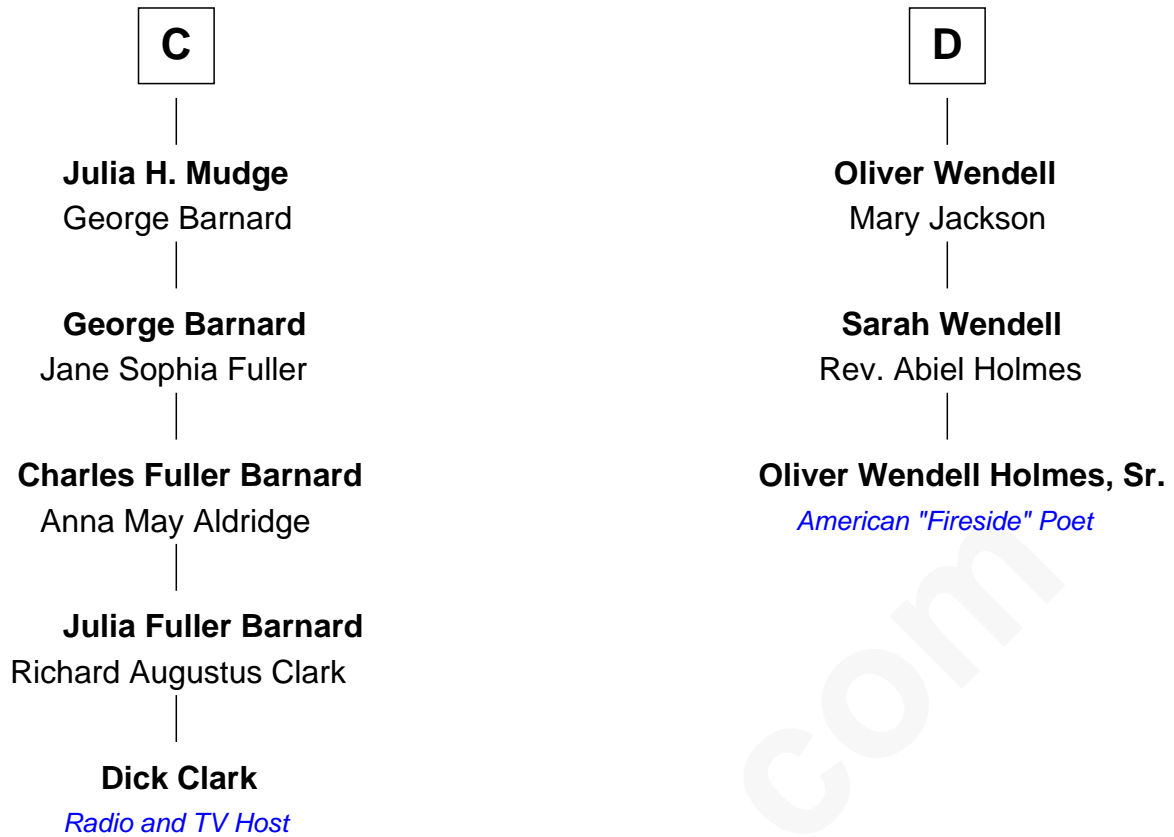 C
Julia H. Mudge
George Barnard
George Barnard
Jane Sophia Fuller
Charles Fuller Barnard
Anna May Aldridge
Julia Fuller Barnard
Richard Augustus Clark
Dick Clark
Radio and TV Host
D
Oliver Wendell
Mary Jackson
Sarah Wendell
Rev. Abiel Holmes
Oliver Wendell Holmes, Sr.
American "Fireside" Poet
com